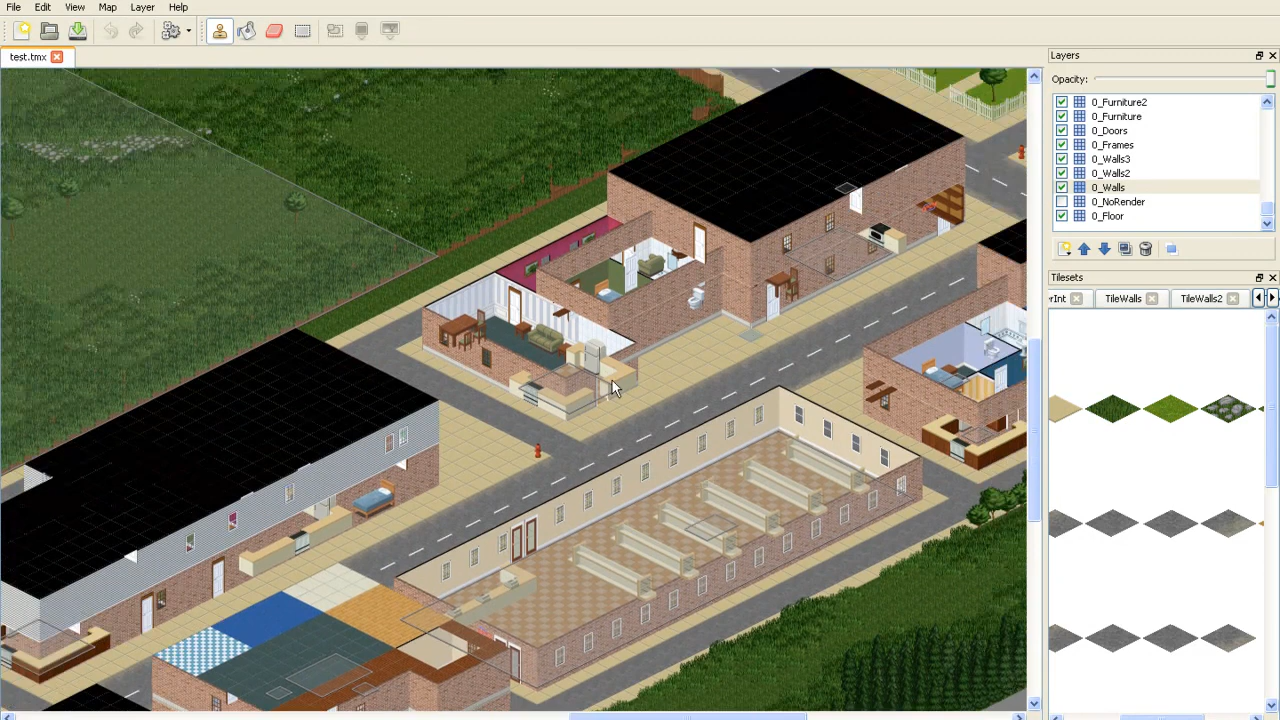 File Edit View Map Layer Help
test.tmx
Layers
Opacity:
0_Furniture2
0_Furniture
0_Doors
0_Frames
0_Walls3
0_Walls2
0_Walls
0_NoRender
0_Floor
Tilesets
rInt TileWalls TileWalls2